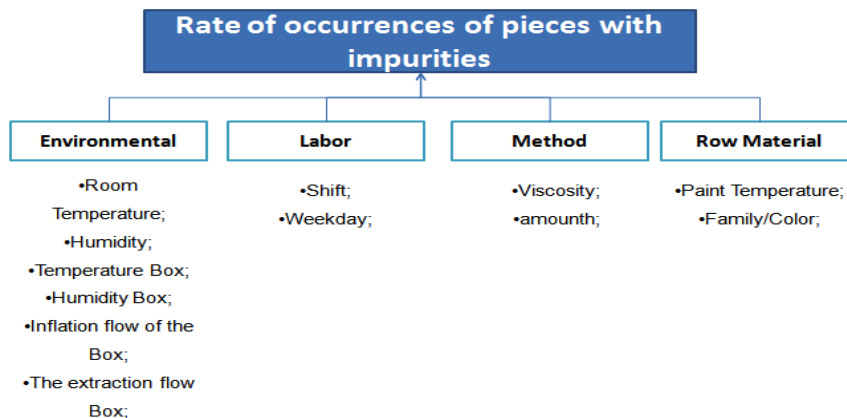 Rate of occurrences of pieces with
impurities
Environmental
Labor
Method
Row Material
•Room
Temperature;
•Humidity;
•Temperature Box;
•Humidity Box;
•Inflation flow of the
Box;
•The extraction flow
Box;
•Shift;
•Weekday;
•Viscosity;
•amounth;
•Paint Temperature;
•Family/Color;